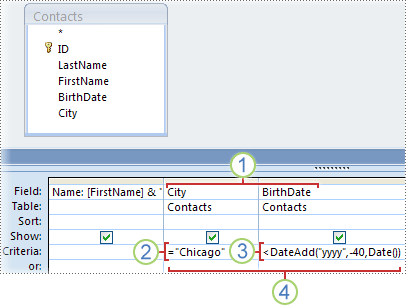 Contacts
*
ID
LastName
FirstName
BirthDate
City
1
Field: Name: [FirstName] & " City BirthDate
Table: Contacts Contacts
Sort:
Show:
Criteria: 2 ="Chicago" 3 <DateAdd("yyyy",-40,Date())
or:
4